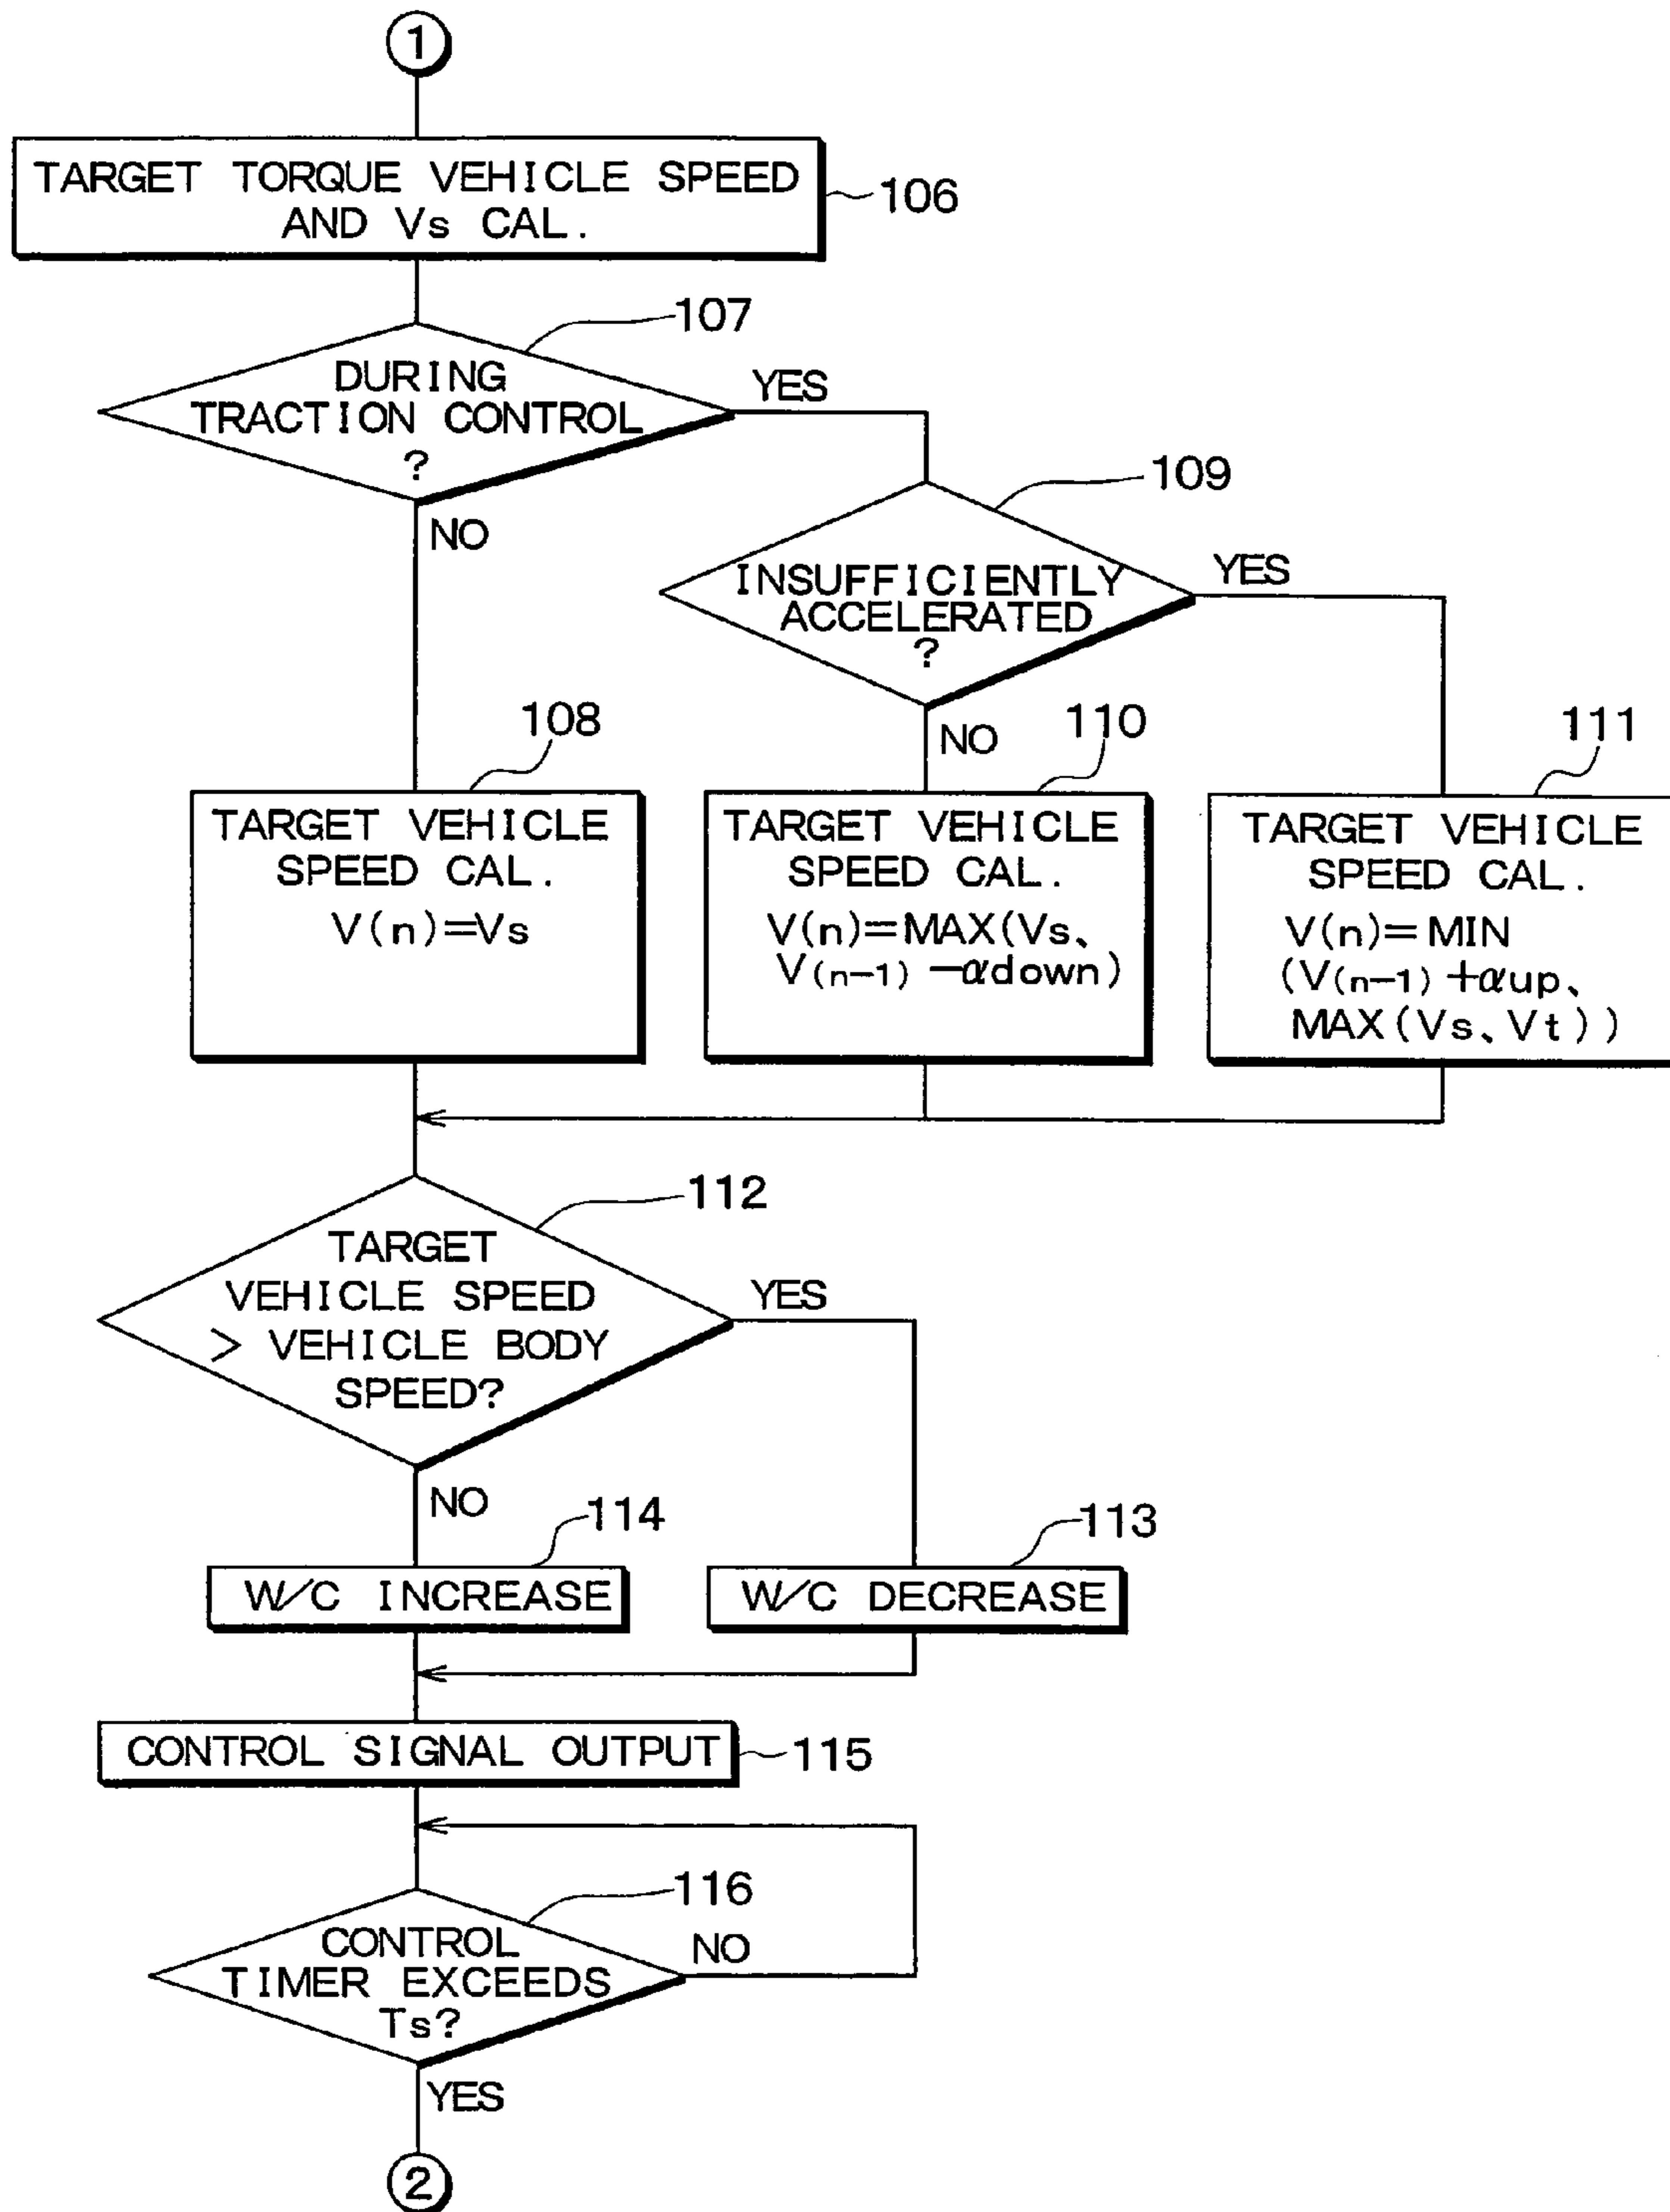 1
TARGET TORQUE VEHICLE SPEED
AND Vs CAL.
106
107
DURING
TRACTION CONTROL
?
YES
NO
109
INSUFFICIENTLY
ACCELERATED
?
YES
NO
108
TARGET VEHICLE
SPEED CAL.
V(n)=Vs
110
TARGET VEHICLE
SPEED CAL.
V(n)=MAX(Vs、
V(n-1)-αdown)
111
TARGET VEHICLE
SPEED CAL.
V(n)=MIN
(V(n-1)+αup、
MAX(Vs、Vt))
112
TARGET
VEHICLE SPEED
> VEHICLE BODY
SPEED?
YES
NO
114
W/C INCREASE
113
W/C DECREASE
CONTROL SIGNAL OUTPUT
115
116
CONTROL
TIMER EXCEEDS
Ts?
NO
YES
2